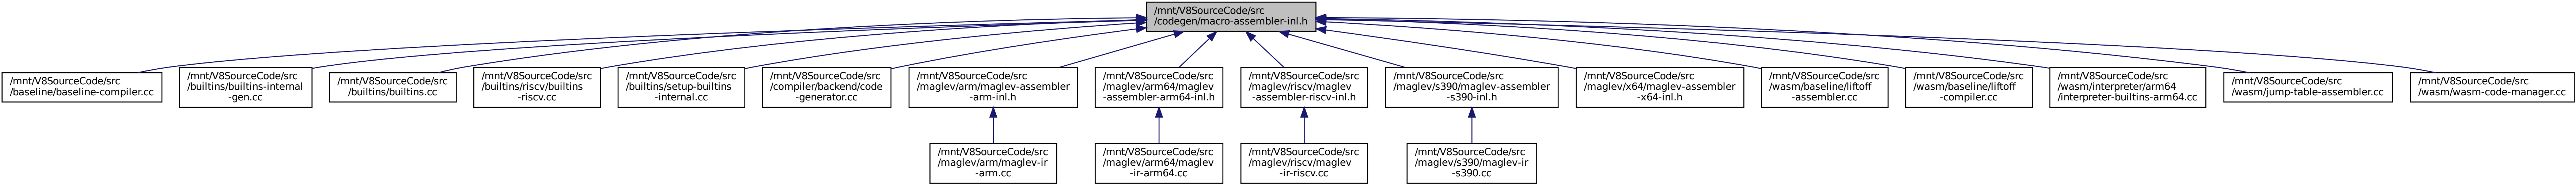 /mnt/V8SourceCode/src
/codegen/macro-assembler-inl.h
/mnt/V8SourceCode/src
/baseline/baseline-compiler.cc
/mnt/V8SourceCode/src
/builtins/builtins-internal
-gen.cc
/mnt/V8SourceCode/src
/builtins/builtins.cc
/mnt/V8SourceCode/src
/builtins/riscv/builtins
-riscv.cc
/mnt/V8SourceCode/src
/builtins/setup-builtins
-internal.cc
/mnt/V8SourceCode/src
/compiler/backend/code
-generator.cc
/mnt/V8SourceCode/src
/maglev/arm/maglev-assembler
-arm-inl.h
/mnt/V8SourceCode/src
/maglev/arm64/maglev
-assembler-arm64-inl.h
/mnt/V8SourceCode/src
/maglev/riscv/maglev
-assembler-riscv-inl.h
/mnt/V8SourceCode/src
/maglev/s390/maglev-assembler
-s390-inl.h
/mnt/V8SourceCode/src
/maglev/x64/maglev-assembler
-x64-inl.h
/mnt/V8SourceCode/src
/wasm/baseline/liftoff
-assembler.cc
/mnt/V8SourceCode/src
/wasm/baseline/liftoff
-compiler.cc
/mnt/V8SourceCode/src
/wasm/interpreter/arm64
/interpreter-builtins-arm64.cc
/mnt/V8SourceCode/src
/wasm/jump-table-assembler.cc
/mnt/V8SourceCode/src
/wasm/wasm-code-manager.cc
/mnt/V8SourceCode/src
/maglev/arm/maglev-ir
-arm.cc
/mnt/V8SourceCode/src
/maglev/arm64/maglev
-ir-arm64.cc
/mnt/V8SourceCode/src
/maglev/riscv/maglev
-ir-riscv.cc
/mnt/V8SourceCode/src
/maglev/s390/maglev-ir
-s390.cc